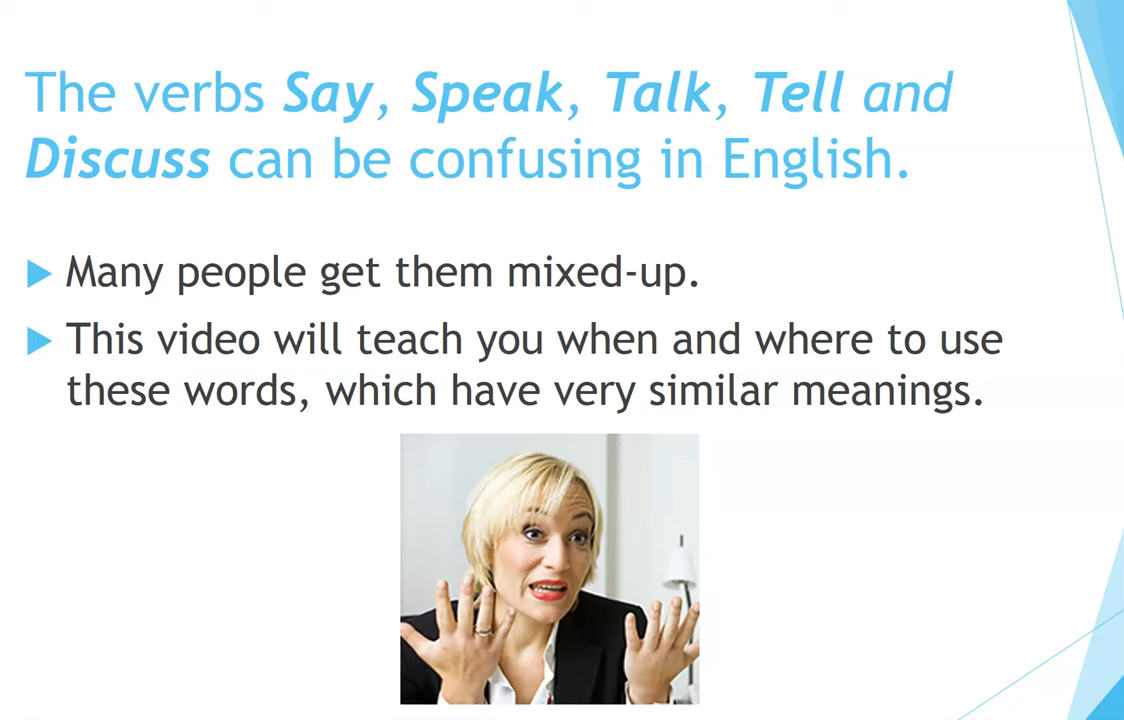 The verbs Say, Speak, Talk, Tell and
Discuss can be confusing in English.
Many people get them mixed-up.
This video will teach you when and where to use
these words, which have very similar meanings.